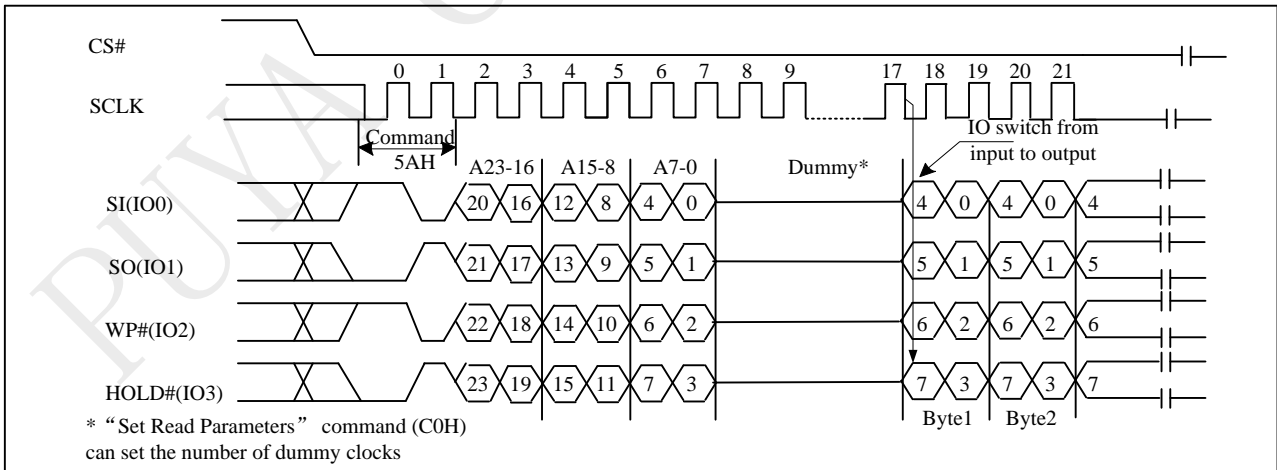 CS#
0 1 2 3 4 5 6 7 8 9 17 18 19 20 21
SCLK
Command
5AH
IO switch from
input to output
A23-16 A15-8 A7-0 Dummy*
SI(IO0) 20 16 12 8 4 0 4 0 4 0 4
SO(IO1) 21 17 13 9 5 1 5 1 5 1 5
WP#(IO2) 22 18 14 10 6 2 6 2 6 2 6
HOLD#(IO3) 23 19 15 11 7 3 7 3 7 3 7
Byte1 Byte2
* “Set Read Parameters” command (C0H)
can set the number of dummy clocks
PUYA